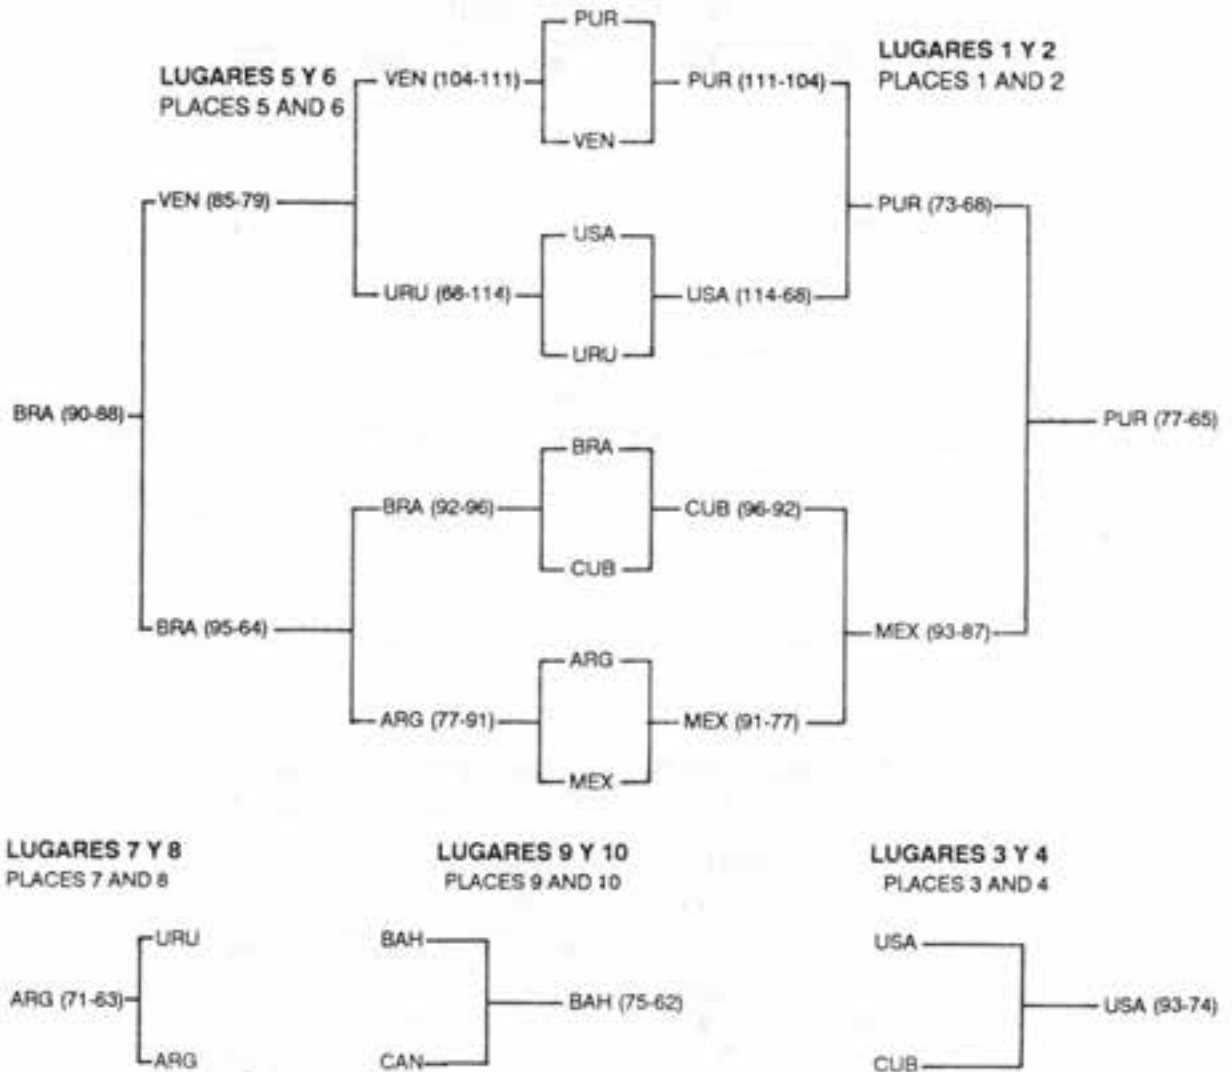 PUR
LUGARES 1 Y 2
PLACES 1 AND 2
LUGARES 5 Y 6
PLACES 5 AND 6
VEN (104-111)
PUR (111-104)
VEN
VEN (85-79)
PUR (73-68)
USA
URU (68-114)
USA (114-68)
URU
BRA (90-88)
PUR (77-65)
BRA
BRA (92-96)
CUB (96-92)
CUB
BRA (95-64)
MEX (93-87)
ARG
ARG (77-91)
MEX (91-77)
MEX
LUGARES 7 Y 8
PLACES 7 AND 8
LUGARES 9 Y 10
PLACES 9 AND 10
LUGARES 3 Y 4
PLACES 3 AND 4
URU
ARG (71-63)
ARG
BAH
BAH (75-62)
CAN
USA
USA (93-74)
CUB